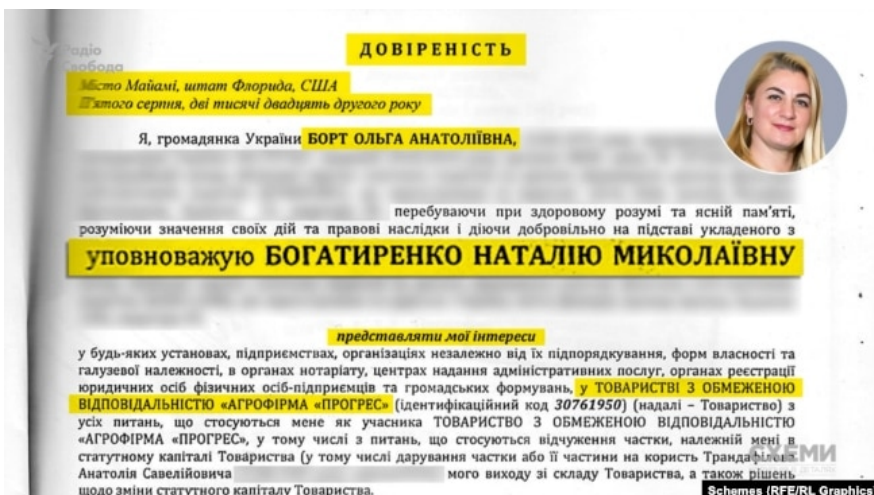 Радіо
Свобода
ДОВІРЕНІСТЬ
Місто Майамі, штат Флорида, США
П'ятого серпня, дві тисячі двадцять другого року
Я, громадянка України БОРТ ОЛЬГА АНАТОЛІЇВНА,
перебуваючи при здоровому розумі та ясній пам'яті,
розуміючи значення своїх дій та правові наслідки і діючи добровільно на підставі укладеного з
уповноважую БОГАТИРЕНКО НАТАЛІЮ МИКОЛАЇВНУ
представляти мої інтереси
у будь-яких установах, підприємствах, організаціях незалежно від їх підпорядкування, форм власності та
галузевої належності, в органах нотаріату, центрах надання адміністративних послуг, органах реєстрації
юридичних осіб фізичних осіб-підприємців та громадських формувань, у ТОВАРИСТВІ З ОБМЕЖЕНОЮ
ВІДПОВІДАЛЬНІСТЮ «АГРОФІРМА «ПРОГРЕС» (ідентифікаційний код 30761950) (надалі – Товариство) з
усіх питань, що стосуються мене як учасника ТОВАРИСТВО З ОБМЕЖЕНОЮ ВІДПОВІДАЛЬНІСТЮ
«АГРОФІРМА «ПРОГРЕС», у тому числі з питань, що стосуються відчуження частки, належній мені в
статутному капіталі Товариства (у тому числі дарування частки або її частини на користь
Анатолія Савелійовича мого виходу зі складу Товариства, а також рішень
щодо зміни статутного капіталу Товариства.
СХЕМИ
Schemes (RFE/RL Graphics)